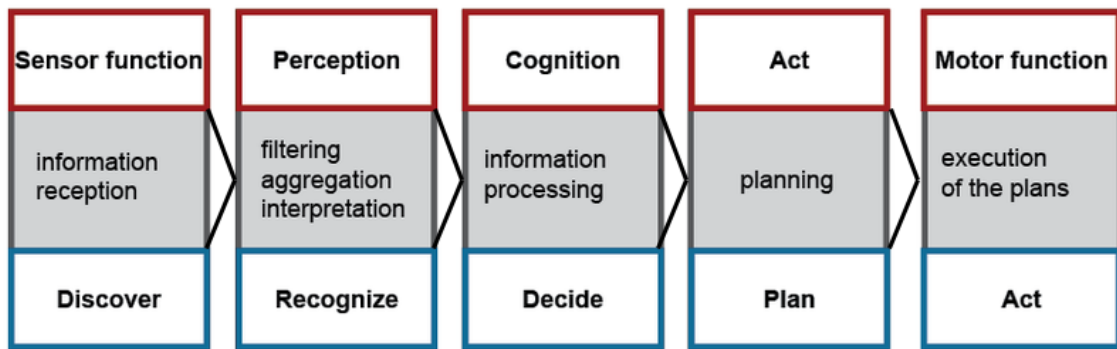 Sensor function
Perception
Cognition
Act
Motor function
information
reception
filtering
aggregation
interpretation
information
processing
planning
execution
of the plans
Discover
Recognize
Decide
Plan
Act